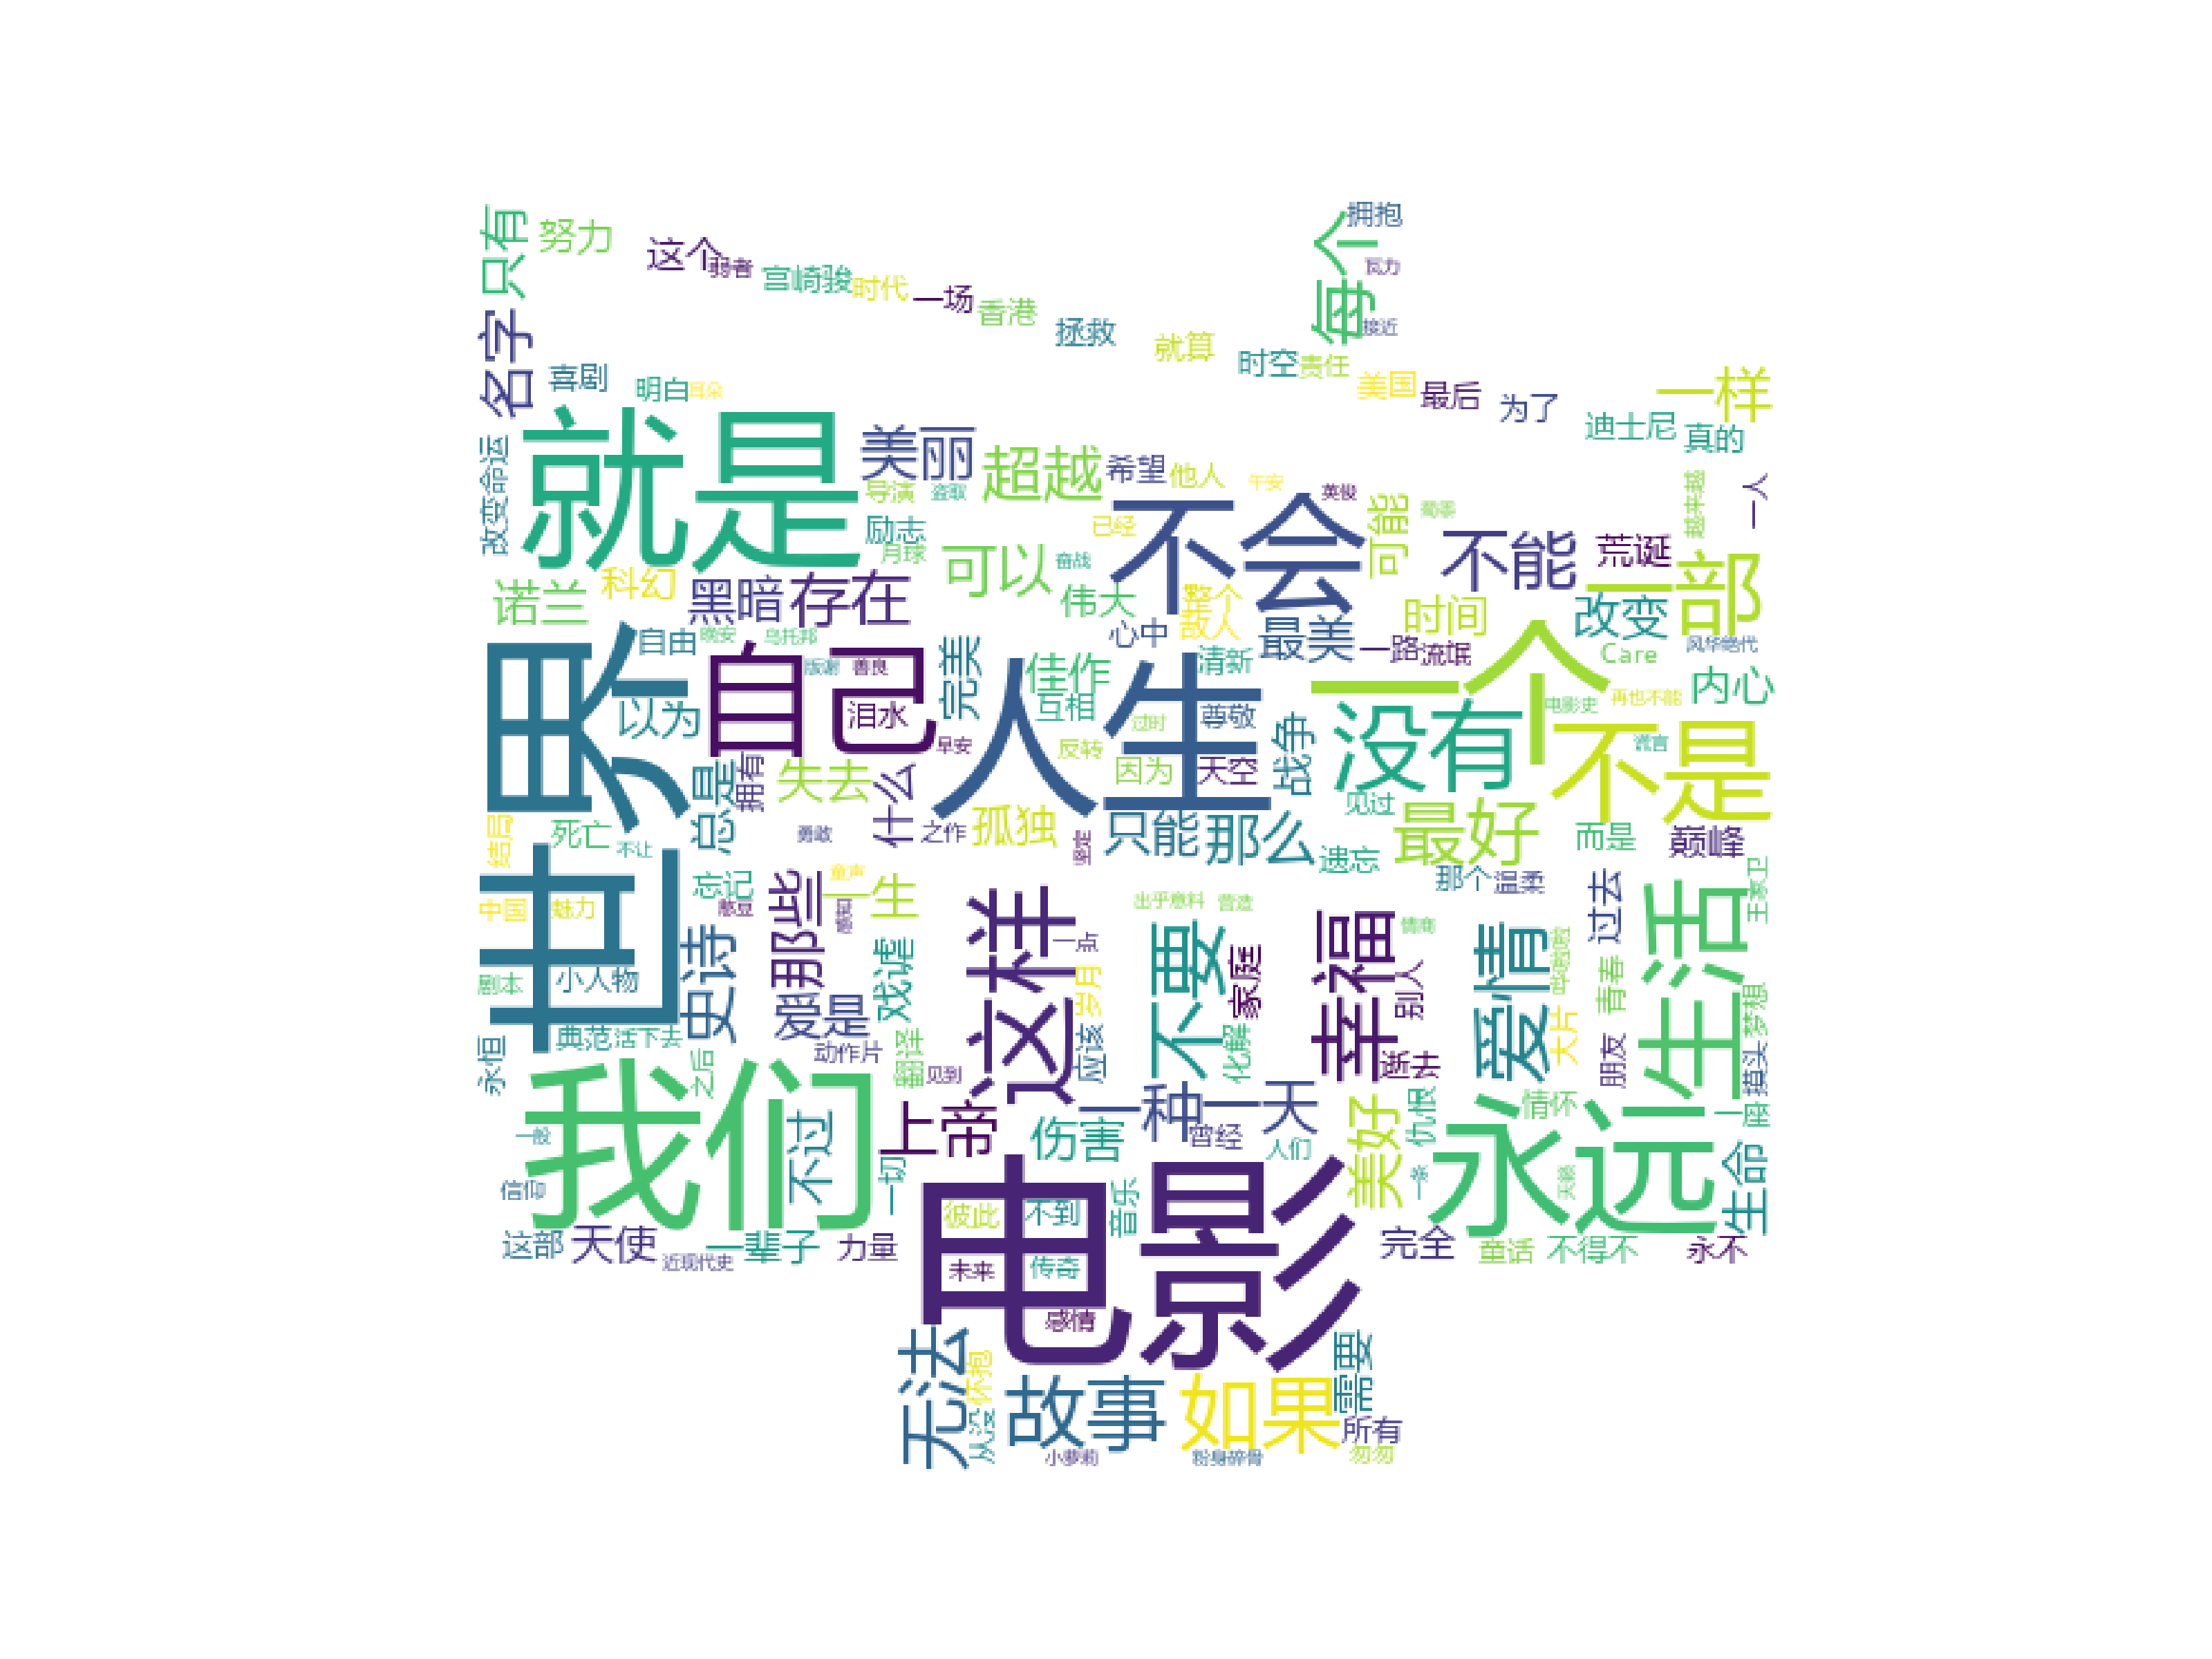 只有
努力
这个
弱者
宫崎骏
时代
一场
香港
拯救
就算
时空
责任
美国
最后
为了
迪士尼
真的
一样
每个
拥抱
瓦力
接近
名字
喜剧
明白
耳朵
改变命运
就是
美丽
超越
希望
他人
午安
英俊
导演
盗取
励志
月球
已经
不会
可能
不能
荒诞
一人
一部
诺兰
科幻
黑暗
存在
可以
奋战
伟大
整个
敌人
时间
改变
自由
晚安
乌托邦
心中
最美
一路
流氓
Care
风华绝代
世界
以为
自己
善良
泪水
完美
佳作
互相
清新
人生
尊敬
过时
一个
没有
电影史
再也不能
内心
不是
谎言
早安
反转
因为
天空
战争
总是
拥有
失去
什么
孤独
之作
勇敢
只能
那么
见过
遗忘
最好
而是
巅峰
结局
死亡
不让
忘记
那些
童声
一生
那个
温柔
过去
王家卫
中国
魅力
史诗
戏谑
这样
一点
岁月
出乎意料
营造
不要
家庭
幸福
情商
别人
爱情
青春
生活
梦想
剧本
小人物
爱是
典范
活下去
动作片
翻译
见到
应该
化解
大片
朋友
摸头
永恒
之后
我们
不过
上帝
一种
一天
曾经
伤害
人们
美好
仇恨
情怀
一座
永远
生命
一般
信仰
一切
电影
彼此
不到
音乐
这部
天使
近现代史
一辈子
力量
未来
传奇
感情
完全
童话
不得不
永不
无法
怀抱
从没
故事
如果
需要
所有
小萝莉
粉身碎骨
匆匆